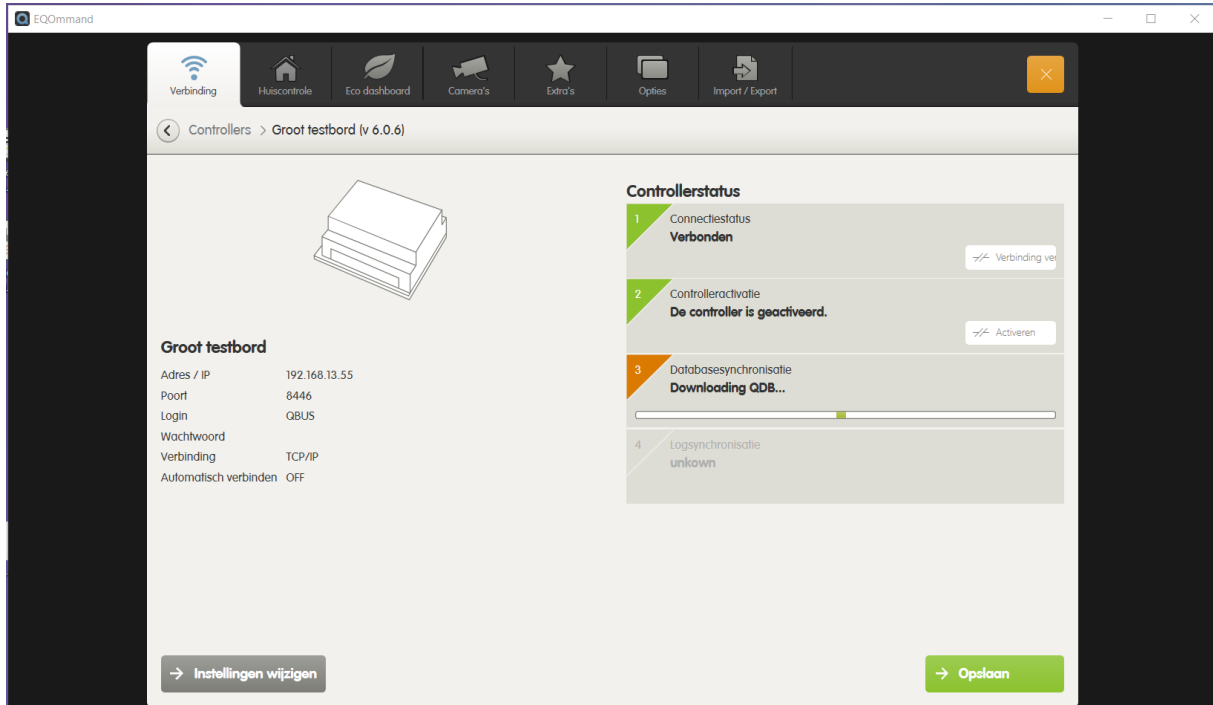 EQOmmand
Verbinding
Huiscontrole
Eco dashboard
Camera's
Extra's
Opties
Import / Export
Controllers > Groot testbord (v 6.0.6)
Controllerstatus
1 Connectiestatus
Verbonden
Verbinding ver
2 Controlleractivatie
De controller is geactiveerd.
Activeren
3 Databasesynchronisatie
Downloading QDB...
4 Logsynchronisatie
unkown
Groot testbord
Adres / IP 192.168.13.55
Poort 8446
Login QBUS
Wachtwoord
Verbinding TCP/IP
Automatisch verbinden OFF
Instellingen wijzigen
Opslaan